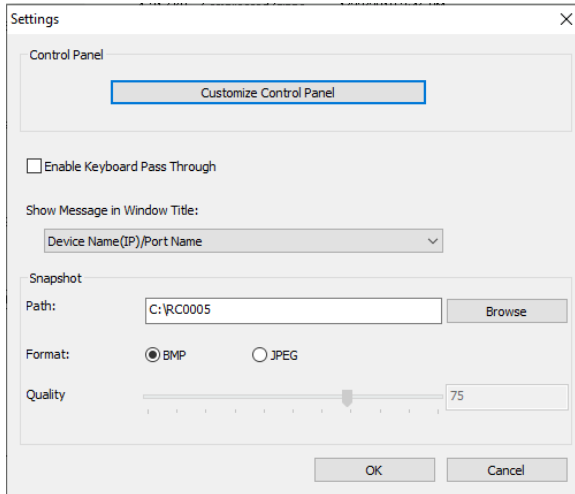 Settings
Control Panel
Customize Control Panel
Enable Keyboard Pass Through
Show Message in Window Title:
Device Name(IP)/Port Name
Snapshot
Path:
C:\RC0005
Browse
Format:
BMP
JPEG
Quality
75
OK
Cancel